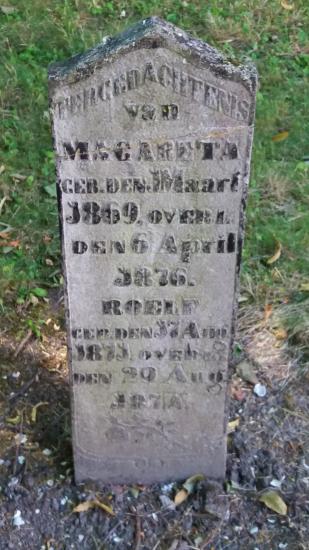 TER GEDACHTENIS
VaN
MAGARETA
GEB. DEN. 1 Maart
1869. OVERL.
DEN 6 April
1876.
ROELF
GEB. DEN. 17 AUG.
1875. OVERL.
DEN 29 AUG.